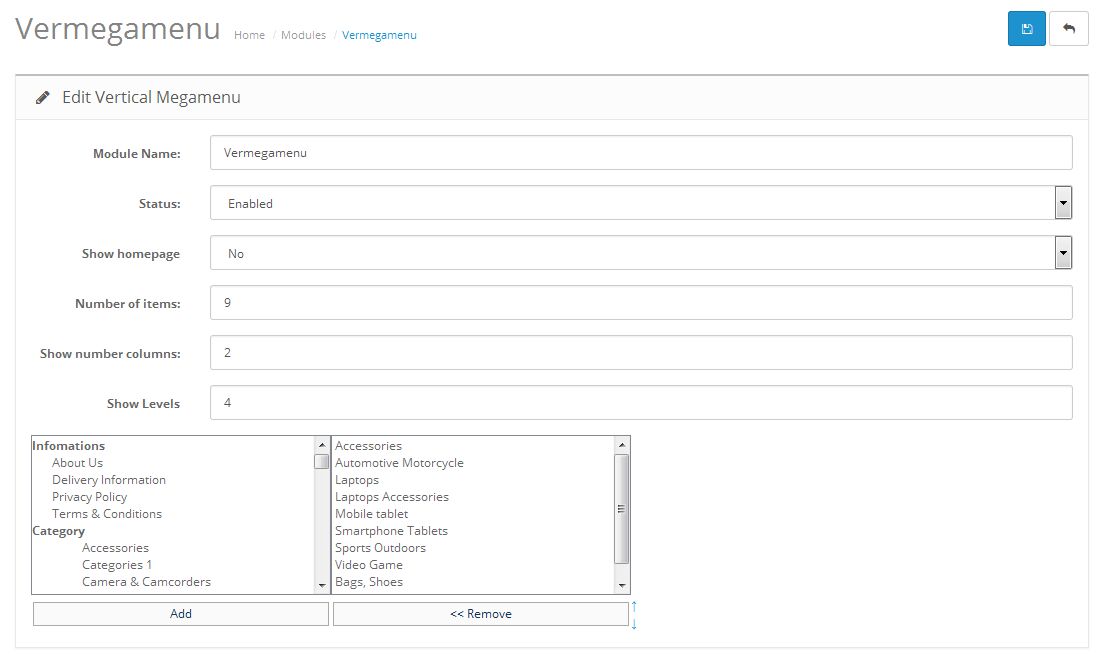 Vermegamenu Home / Modules / Vermegamenu
Edit Vertical Megamenu
Module Name: Vermegamenu
Status: Enabled
Show homepage No
Number of items: 9
Show number columns: 2
Show Levels 4
Infomations
About Us
Delivery Information
Privacy Policy
Terms & Conditions
Category
Accessories
Categories 1
Camera & Camcorders
Accessories
Automotive Motorcycle
Laptops
Laptops Accessories
Mobile tablet
Smartphone Tablets
Sports Outdoors
Video Game
Bags, Shoes
Add
<< Remove
↑
↓